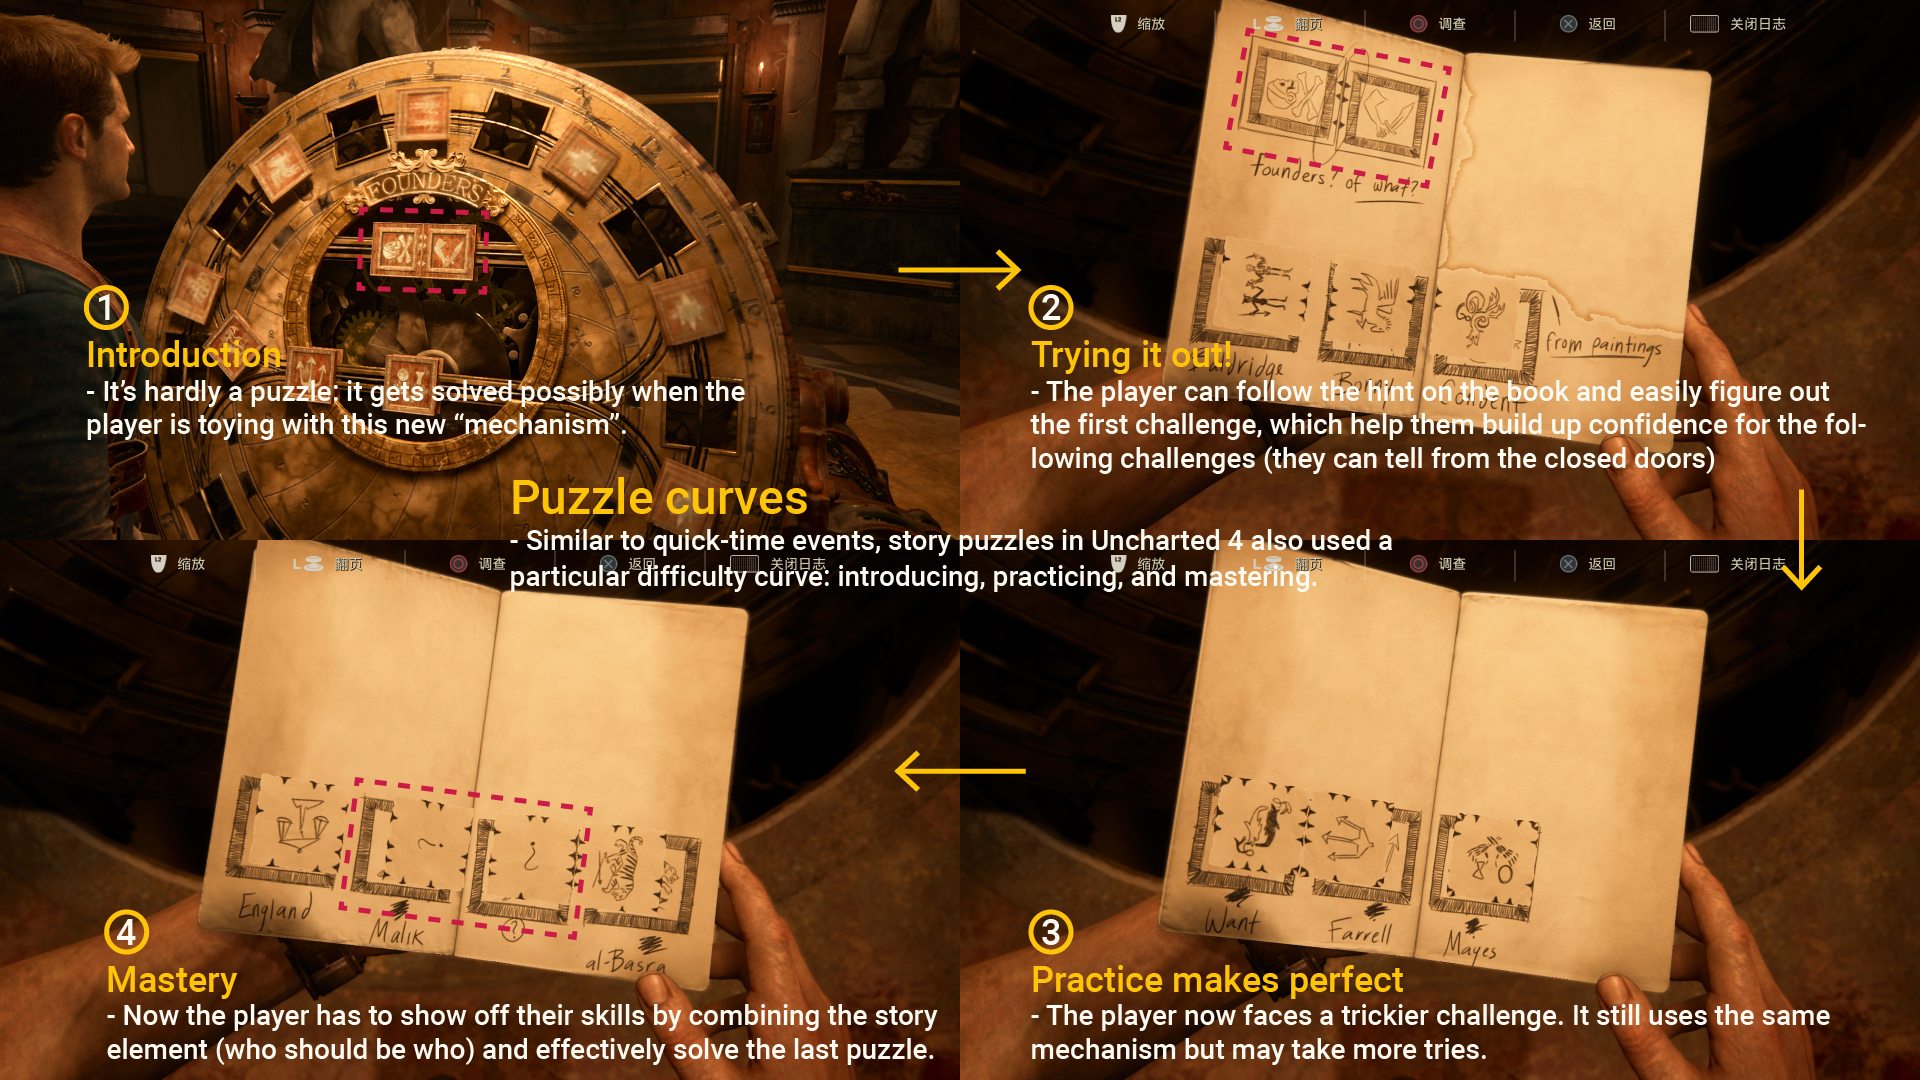 FOUNDERS
1
Introduction
- It's hardly a puzzle: it gets solved possibly when the
player is toying with this new “mechanism”.
缩放
L 翻页
调查
返回
关闭日志
founders? of what?
from paintings
2
Trying it out!
- The player can follow the hint on the book and easily figure out
the first challenge, which help them build up confidence for the fol-
lowing challenges (they can tell from the closed doors)
Puzzle curves
- Similar to quick-time events, story puzzles in Uncharted 4 also used a
particular difficulty curve: introducing, practicing, and mastering.
缩放
L 翻页
调查
返回
关闭日志
Want
Farrell
Mayes
3
Practice makes perfect
- The player now faces a trickier challenge. It still uses the same
mechanism but may take more tries.
缩放
L 翻页
调查
返回
关闭日志
England
Malik
?
al-Basra
4
Mastery
- Now the player has to show off their skills by combining the story
element (who should be who) and effectively solve the last puzzle.